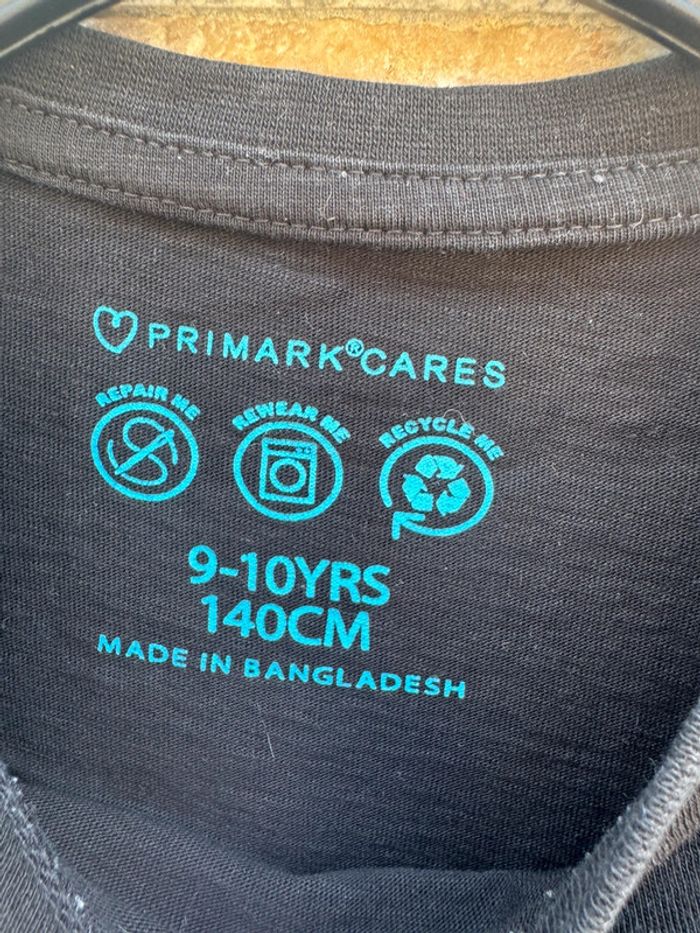 PRIMARK®CARES
REPAIR ME REWEAR ME RECYCLE ME
9-10YRS
140CM
MADE IN BANGLADESH